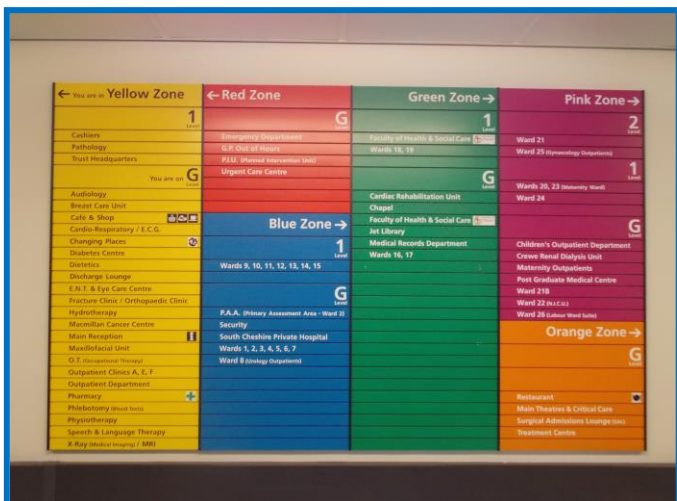 ← You are in Yellow Zone
1
Level
Cashiers
Pathology
Trust Headquarters
You are on G
Level
Audiology
Breast Care Unit
Café & Shop
Cardio-Respiratory / E.C.G.
Changing Places
Diabetes Centre
Dietetics
Discharge Lounge
E.N.T. & Eye Care Centre
Fracture Clinic / Orthopaedic Clinic
Hydrotherapy
Macmillan Cancer Centre
Main Reception
Maxillofacial Unit
O.T. (Occupational Therapy)
Outpatient Clinics A, E, F
Outpatient Department
Pharmacy
Phlebotomy (Blood Tests)
Physiotherapy
Speech & Language Therapy
X-Ray (Medical Imaging) / MRI
← Red Zone
G
Level
Emergency Department
G.P. Out of Hours
P.I.U. (Planned Intervention Unit)
Urgent Care Centre
Blue Zone →
1
Level
Wards 9, 10, 11, 12, 13, 14, 15
G
Level
P.A.A. (Primary Assessment Area - Ward 2)
Security
South Cheshire Private Hospital
Wards 1, 2, 3, 4, 5, 6, 7
Ward 8 (Urology Outpatients)
Green Zone →
1
Level
Faculty of Health & Social Care
Wards 18, 19
G
Level
Cardiac Rehabilitation Unit
Chapel
Faculty of Health & Social Care
Jet Library
Medical Records Department
Wards 16, 17
Pink Zone →
2
Level
Ward 21
Ward 25 (Gynaecology Outpatients)
1
Level
Wards 20, 23 (Maternity Ward)
Ward 24
G
Level
Children's Outpatient Department
Crewe Renal Dialysis Unit
Maternity Outpatients
Post Graduate Medical Centre
Ward 21B
Ward 22 (N.I.C.U.)
Ward 26 (Labour Ward Suite)
Orange Zone →
G
Level
Restaurant
Main Theatres & Critical Care
Surgical Admissions Lounge (SAL)
Treatment Centre